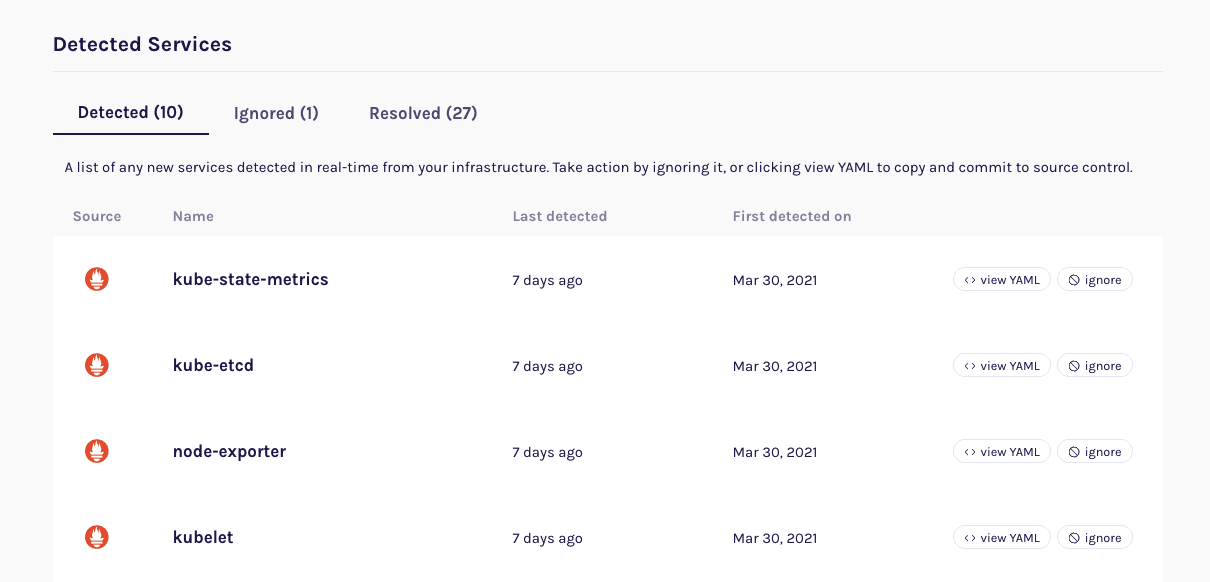 Detected Services
Detected (10) Ignored (1) Resolved (27)
A list of any new services detected in real-time from your infrastructure. Take action by ignoring it, or clicking view YAML to copy and commit to source control.
Source Name Last detected First detected on
kube-state-metrics 7 days ago Mar 30, 2021 <> view YAML ignore
kube-etcd 7 days ago Mar 30, 2021 <> view YAML ignore
node-exporter 7 days ago Mar 30, 2021 <> view YAML ignore
kubelet 7 days ago Mar 30, 2021 <> view YAML ignore